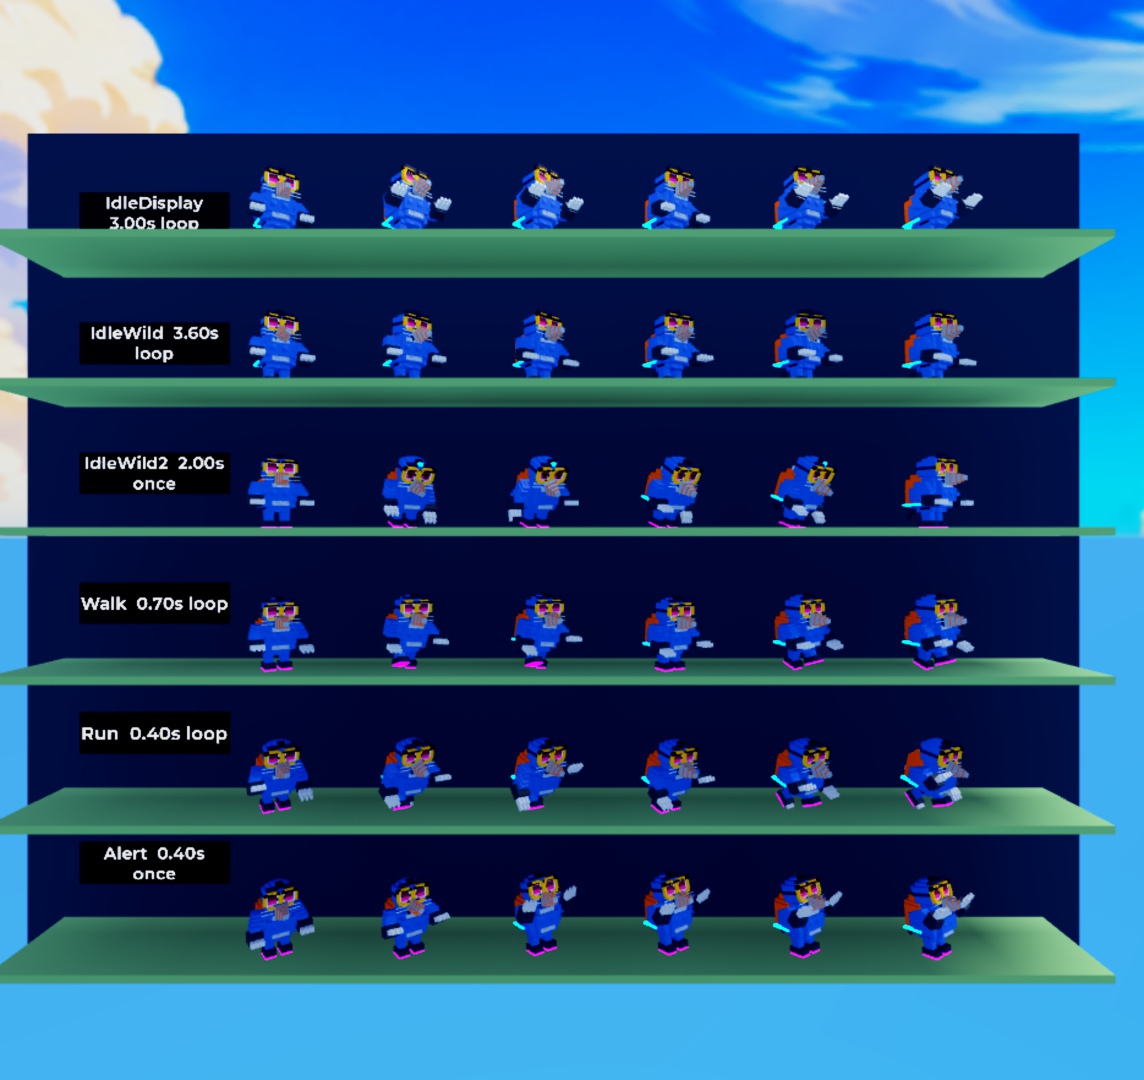 IdleDisplay
3.00s loop
IdleWild 3.60s
loop
IdleWild2 2.00s
once
Walk 0.70s loop
Run 0.40s loop
Alert 0.40s
once